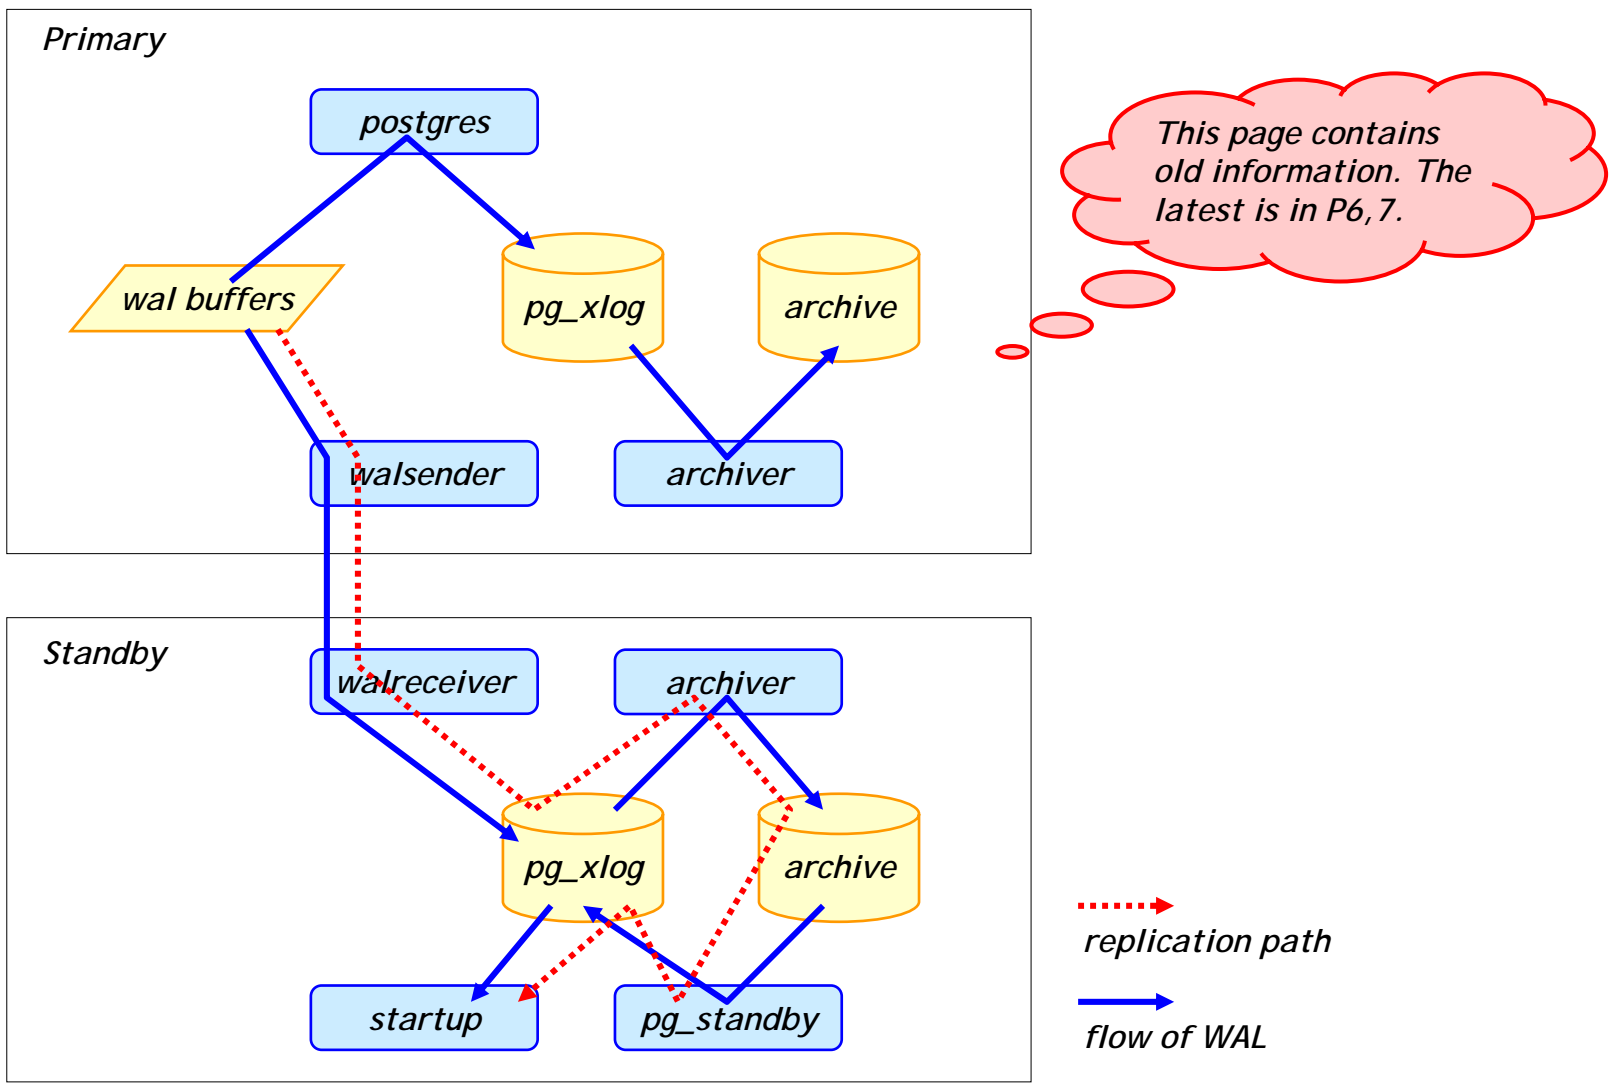 Primary
postgres
This page contains
old information. The
latest is in P6,7.
wal buffers
pg_xlog
archive
walsender
archiver
Standby
walreceiver
archiver
pg_xlog
archive
startup
pg_standby
replication path
flow of WAL